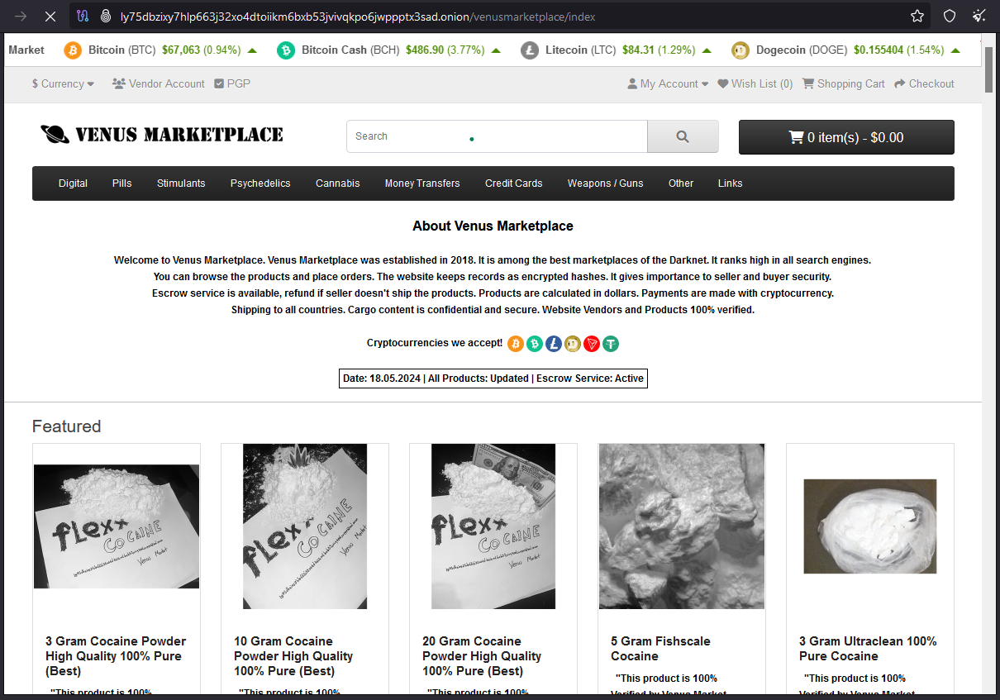 /venusmarketplace/index
Market Bitcoin (BTC) $67,063 (0.94%) Bitcoin Cash (BCH) $486.90 (3.77%) Litecoin (LTC) $84.31 (1.29%) Dogecoin (DOGE) $0.155404 (1.54%)
$ Currency Vendor Account PGP My Account Wish List (0) Shopping Cart Checkout
VENUS MARKETPLACE Search 0 item(s) - $0.00
Digital Pills Stimulants Psychedelics Cannabis Money Transfers Credit Cards Weapons / Guns Other Links
About Venus Marketplace
Welcome to Venus Marketplace. Venus Marketplace was established in 2018. It is among the best marketplaces of the Darknet. It ranks high in all search engines.
You can browse the products and place orders. The website keeps records as encrypted hashes. It gives importance to seller and buyer security.
Escrow service is available, refund if seller doesn't ship the products. Products are calculated in dollars. Payments are made with cryptocurrency.
Shipping to all countries. Cargo content is confidential and secure. Website Vendors and Products 100% verified.
Cryptocurrencies we accept!
Date: 18.05.2024 | All Products: Updated | Escrow Service: Active
Featured
flexx
COCAINE
Venus Market
flexx
COCAINE
Venus Market
flexx
COCAINE
Venus Market
3 Gram Cocaine Powder
High Quality 100% Pure
(Best)
"This product is 100%
10 Gram Cocaine
Powder High Quality
100% Pure (Best)
"This product is 100%
20 Gram Cocaine
Powder High Quality
100% Pure (Best)
"This product is 100%
5 Gram Fishscale
Cocaine
"This product is 100%
Verified by Venus Market
3 Gram Ultraclean 100%
Pure Cocaine
"This product is 100%
Verified by Venus Market